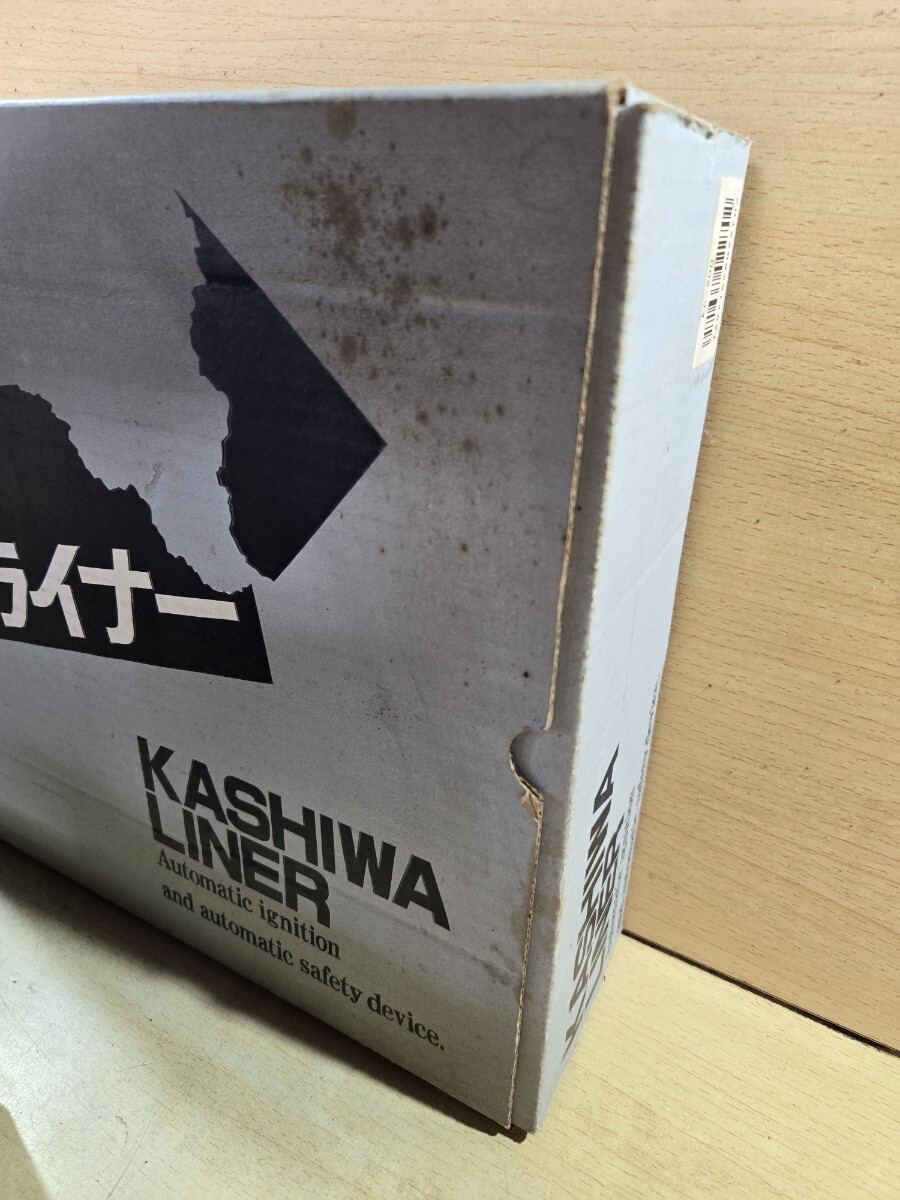 ライナー
KASHIWA
LINER
Automatic ignition
and automatic safety device.
KASHIWA
LINER